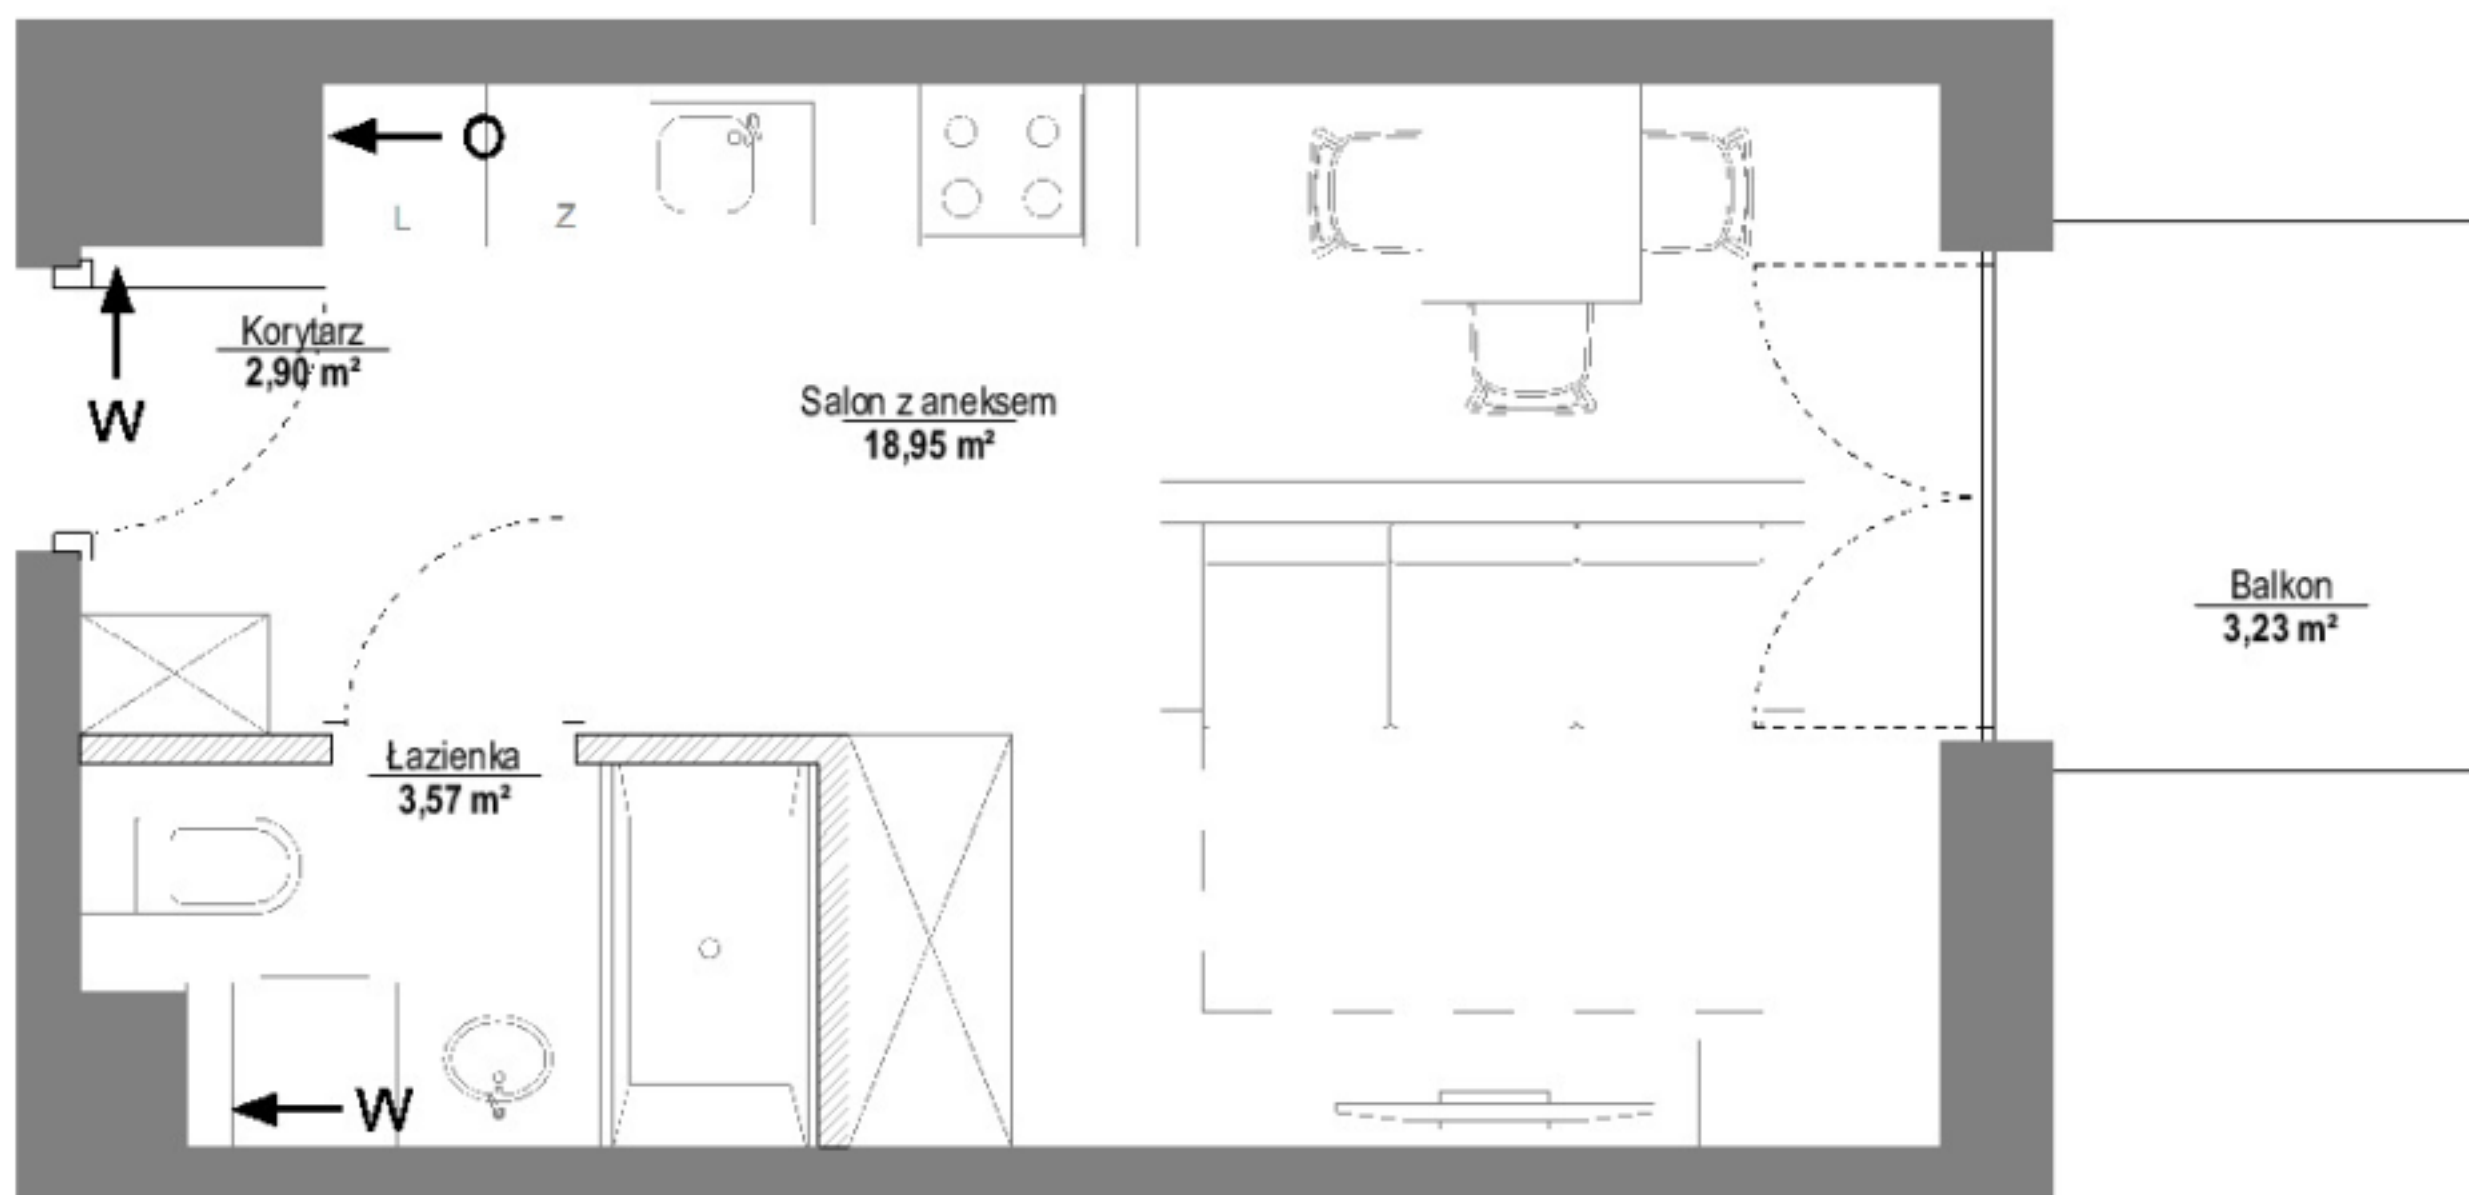 O
L
Z
Korytarz
2,90 m²
W
Salon z aneksem
18,95 m²
Balkon
3,23 m²
Łazienka
3,57 m²
W